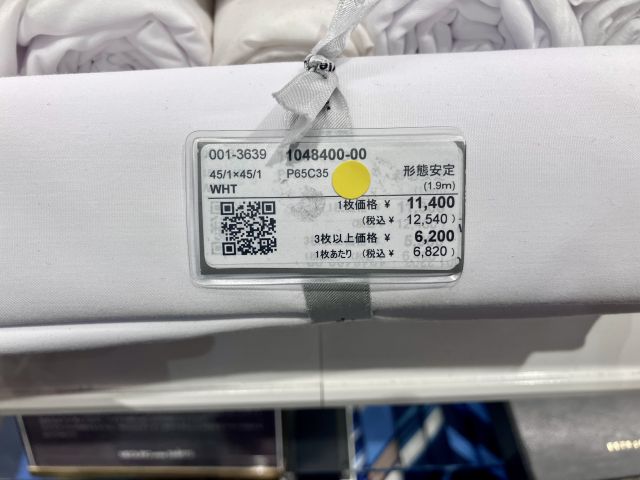 001-3639 1048400-00
45/1×45/1 P65C35 形態安定
WHT (1.9m)
1枚価格 ¥ 11,400
(税込 ¥ 12,540)
3枚以上価格 ¥ 6,200
1枚あたり (税込 ¥ 6,820)